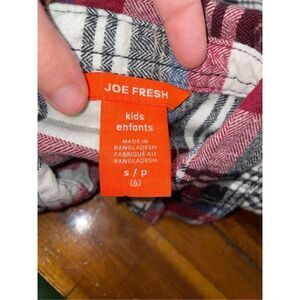 JOE FRESH
kids
enfants
MADE IN
BANGLADESH
FABRIQUÉ AU
BANGLADESH
s / p
(6)